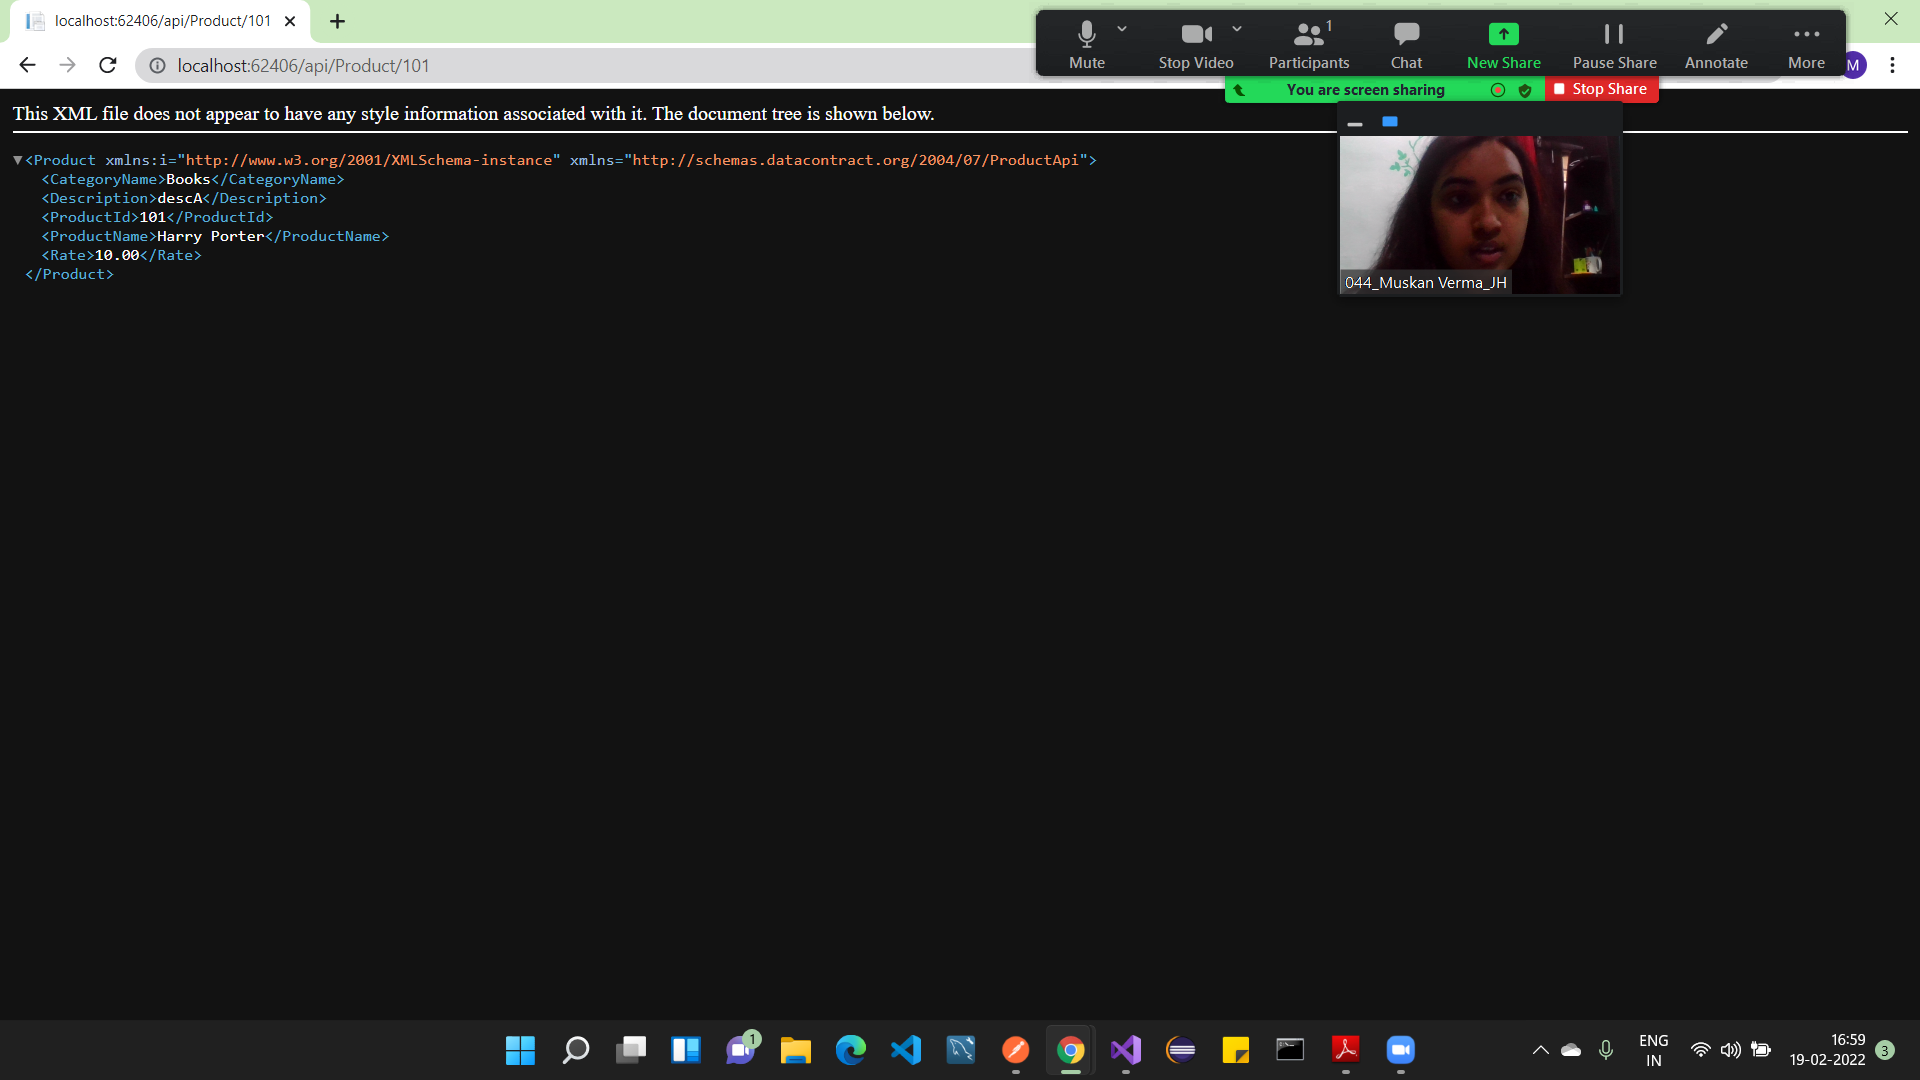 localhost:62406/api/Product/101
localhost:62406/api/Product/101
Mute
Stop Video
1
Participants
Chat
New Share
Pause Share
Annotate
More
M
You are screen sharing
Stop Share
This XML file does not appear to have any style information associated with it. The document tree is shown below.
<Product xmlns:i="http://www.w3.org/2001/XMLSchema-instance" xmlns="http://schemas.datacontract.org/2004/07/ProductApi">
<CategoryName>Books</CategoryName>
<Description>descA</Description>
<ProductId>101</ProductId>
<ProductName>Harry Porter</ProductName>
<Rate>10.00</Rate>
</Product>
044_Muskan Verma_JH
1
ENG
IN
16:59
19-02-2022
3